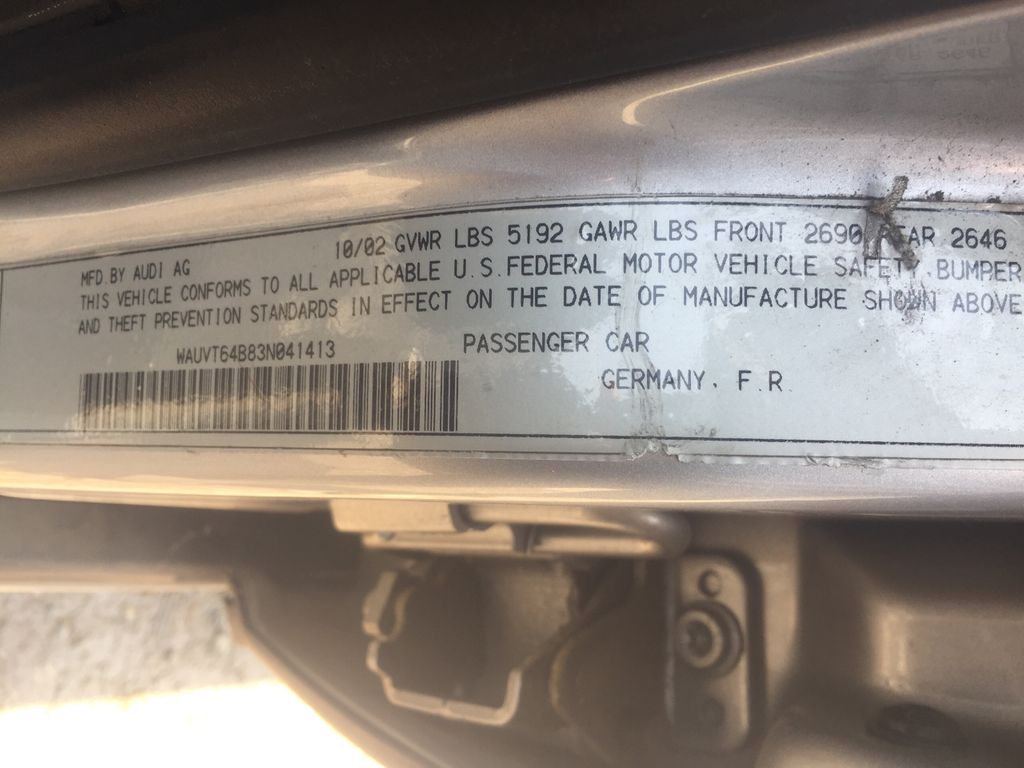 MFD. BY AUDI AG 10/02 GVWR LBS 5192 GAWR LBS FRONT 2690 REAR 2646
THIS VEHICLE CONFORMS TO ALL APPLICABLE U.S. FEDERAL MOTOR VEHICLE SAFETY, BUMPER
AND THEFT PREVENTION STANDARDS IN EFFECT ON THE DATE OF MANUFACTURE SHOWN ABOVE
WAUVT64B83N041413 PASSENGER CAR
GERMANY, F.R.